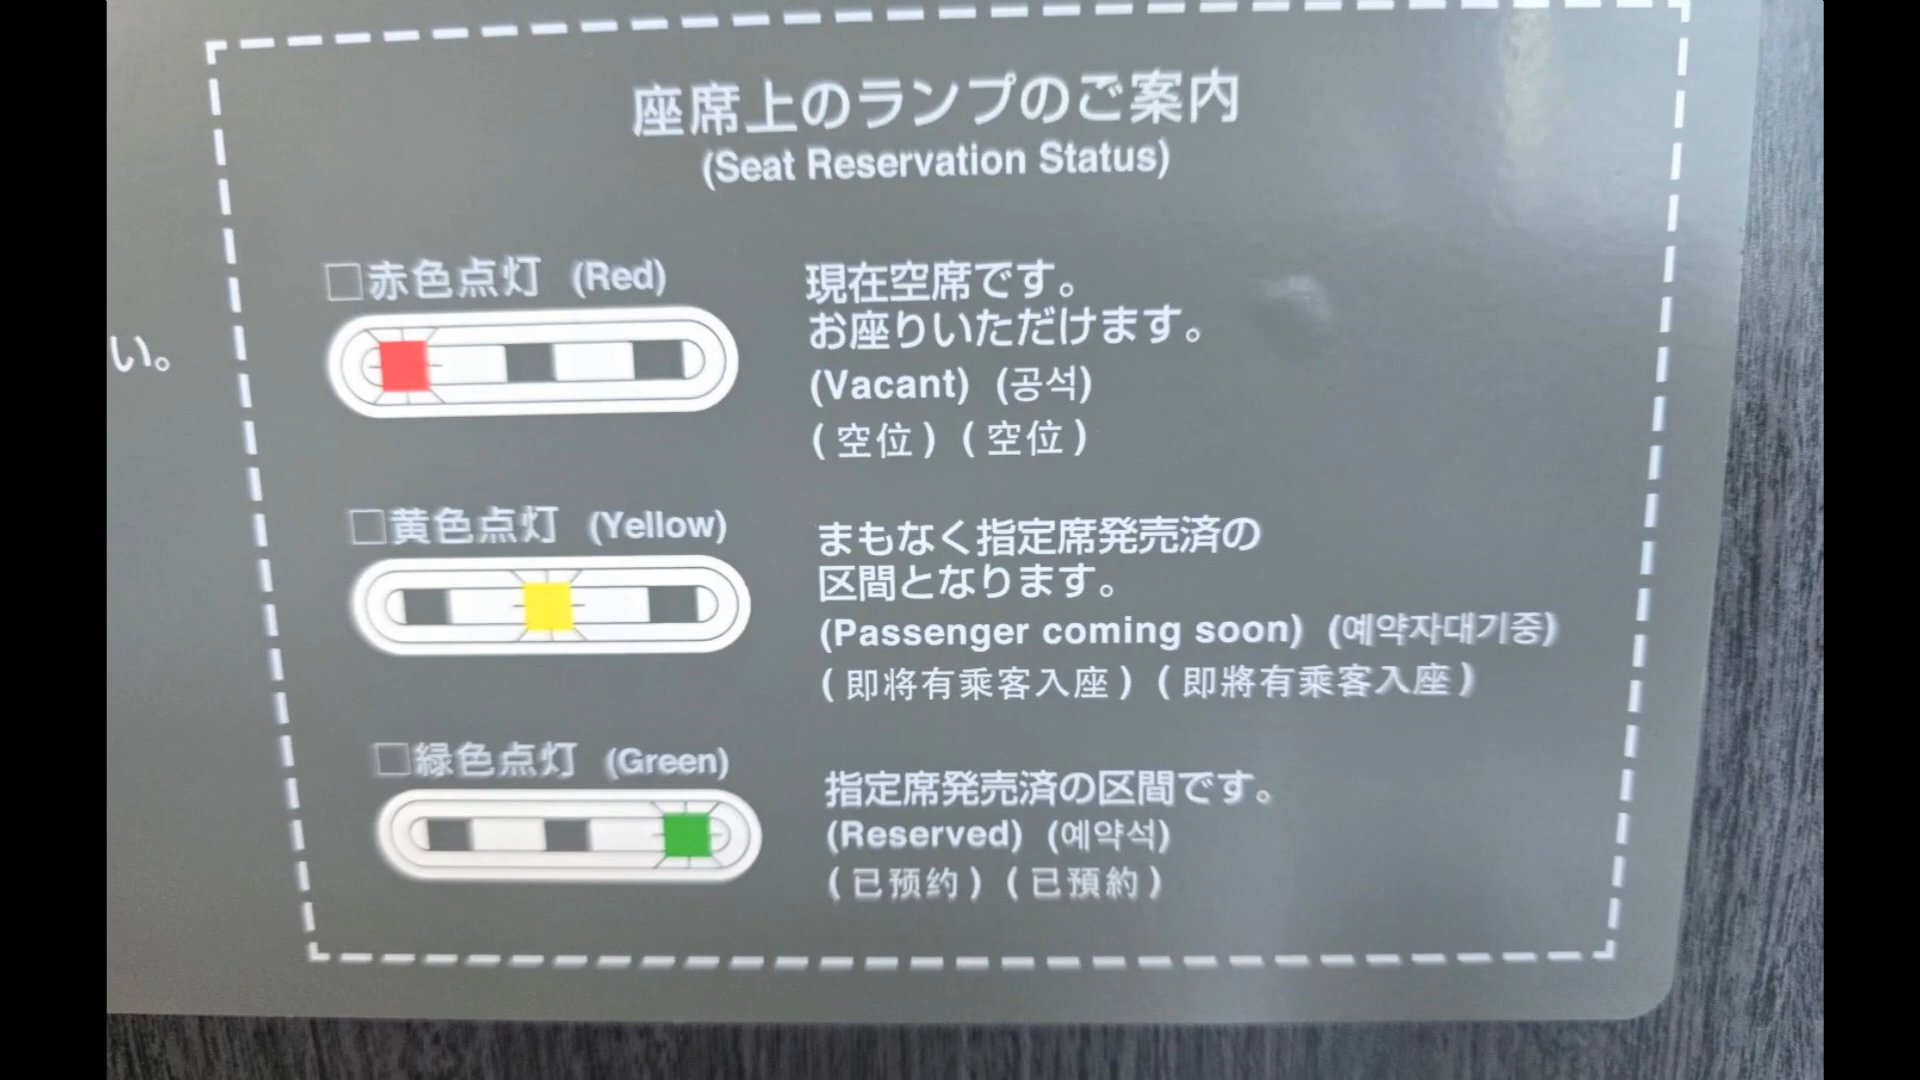 座席上のランプのご案内
(Seat Reservation Status)
い。
□赤色点灯 (Red)
現在空席です。
お座りいただけます。
(Vacant) (공석)
(空位) (空位)
□黄色点灯 (Yellow)
まもなく指定席発売済の
区間となります。
(Passenger coming soon) (예약자대기중)
(即将有乘客入座) (即將有乘客入座)
□緑色点灯 (Green)
指定席発売済の区間です。
(Reserved) (예약석)
(已预约) (已預約)